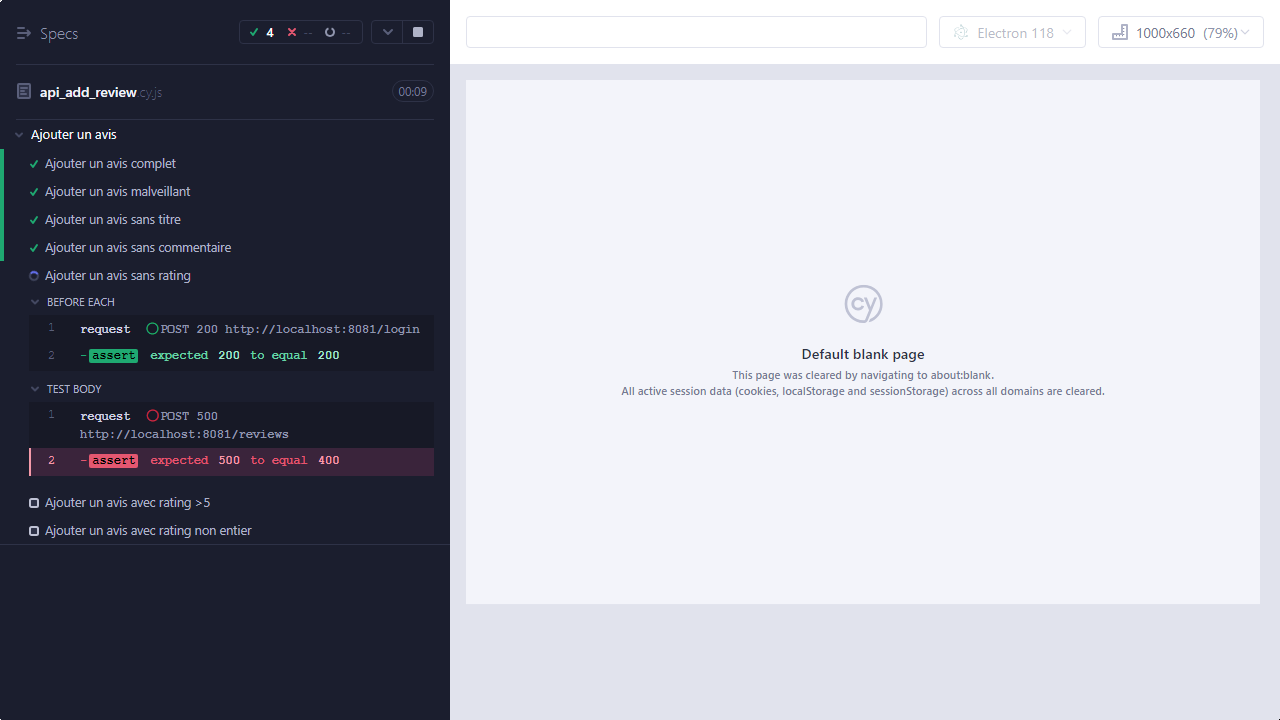 Specs
4
--
--
Electron 118
1000x660 (79%)
api_add_review.cy.js
00:09
Ajouter un avis
Ajouter un avis complet
Ajouter un avis malveillant
Ajouter un avis sans titre
Ajouter un avis sans commentaire
Ajouter un avis sans rating
BEFORE EACH
1 request POST 200 http://localhost:8081/login
2 -assert expected 200 to equal 200
TEST BODY
1 request POST 500
http://localhost:8081/reviews
2 -assert expected 500 to equal 400
Ajouter un avis avec rating >5
Ajouter un avis avec rating non entier
cy
Default blank page
This page was cleared by navigating to about:blank.
All active session data (cookies, localStorage and sessionStorage) across all domains are cleared.